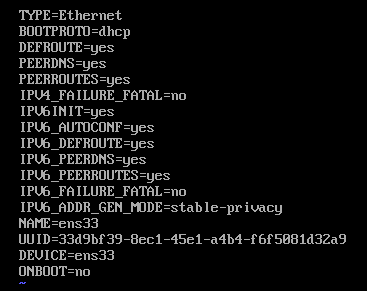 TYPE=Ethernet
BOOTPROTO=dhcp
DEFROUTE=yes
PEERDNS=yes
PEERROUTES=yes
IPV4_FAILURE_FATAL=no
IPV6INIT=yes
IPV6_AUTOCONF=yes
IPV6_DEFROUTE=yes
IPV6_PEERDNS=yes
IPV6_PEERROUTES=yes
IPV6_FAILURE_FATAL=no
IPV6_ADDR_GEN_MODE=stable-privacy
NAME=ens33
UUID=33d9bf39-8ec1-45e1-a4b4-f6f5081d32a9
DEVICE=ens33
ONBOOT=no
~